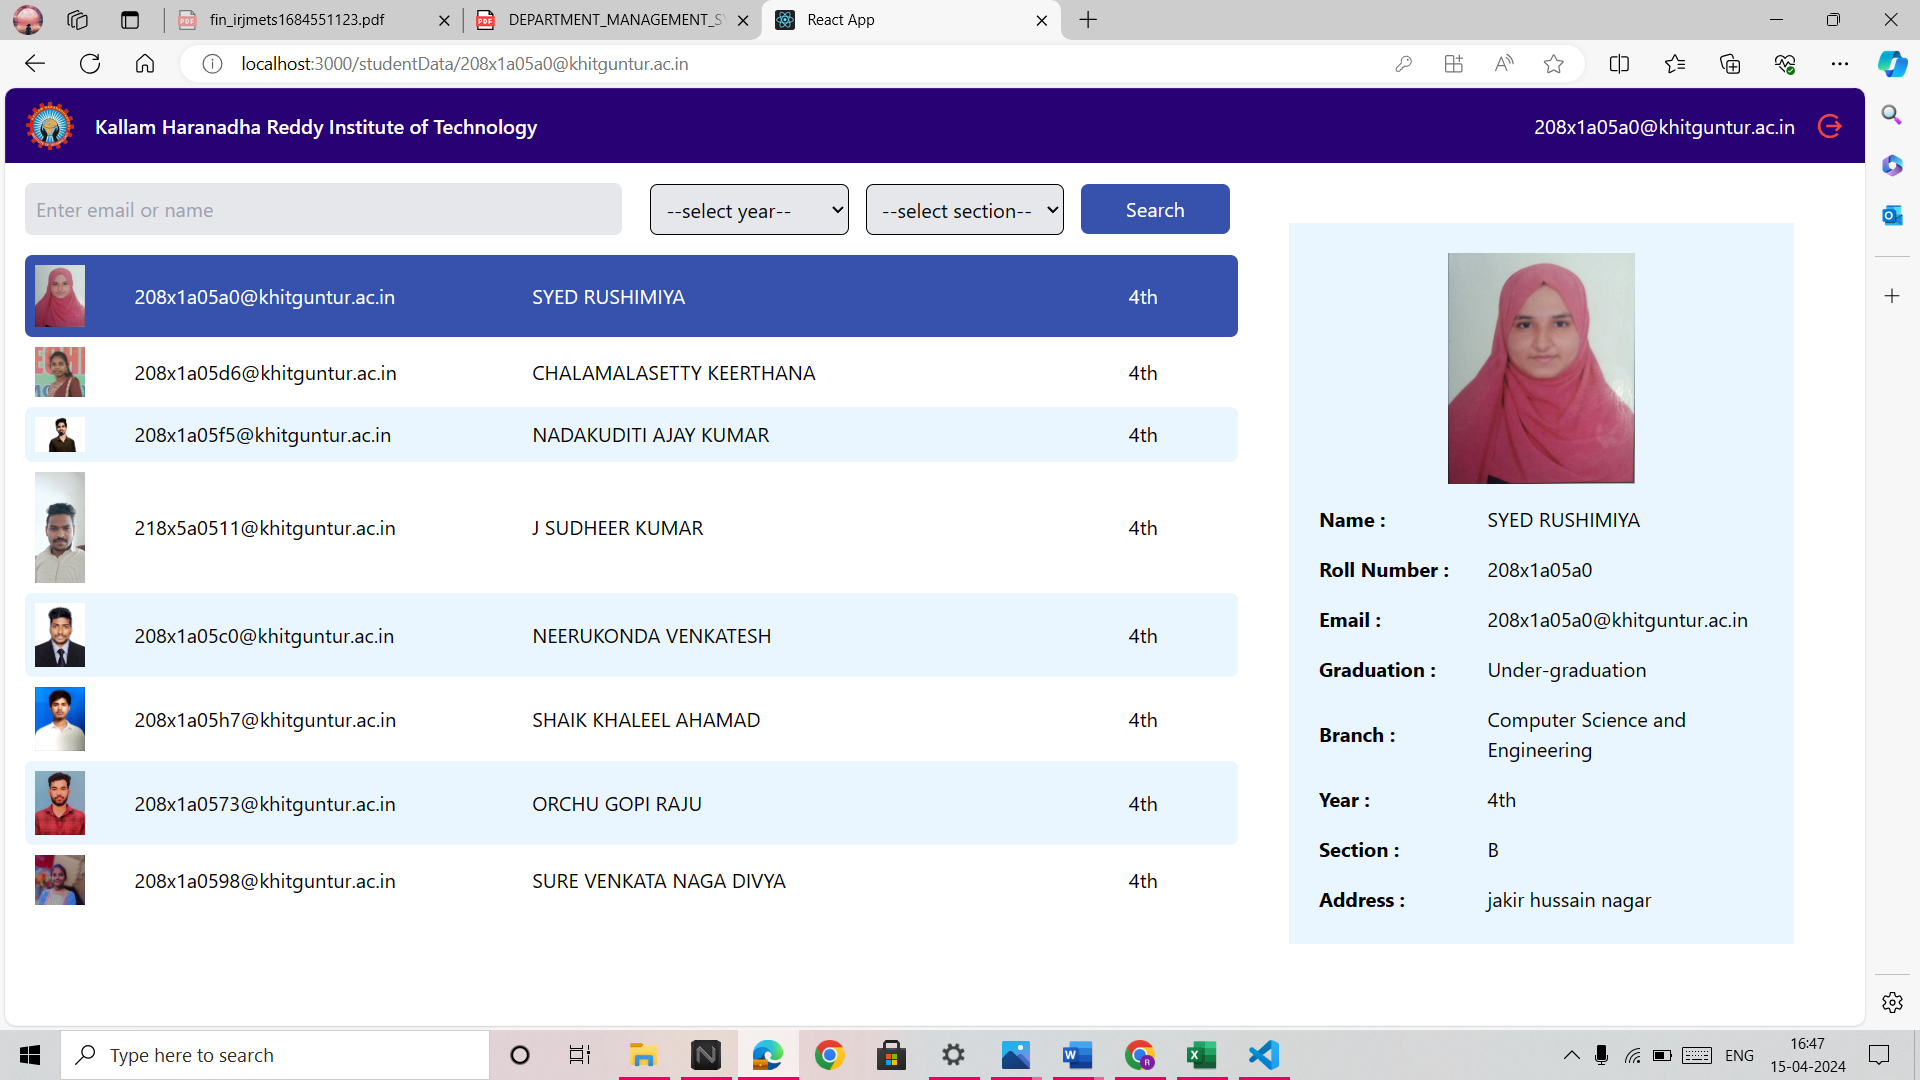 fin_irjmets1684551123.pdf
DEPARTMENT_MANAGEMENT_S
React App
localhost:3000/studentData/208x1a05a0@khitguntur.ac.in
Kallam Haranadha Reddy Institute of Technology
208x1a05a0@khitguntur.ac.in
Enter email or name
--select year--
--select section--
Search
208x1a05a0@khitguntur.ac.in SYED RUSHIMIYA 4th
208x1a05d6@khitguntur.ac.in CHALAMALASETTY KEERTHANA 4th
208x1a05f5@khitguntur.ac.in NADAKUDITI AJAY KUMAR 4th
218x5a0511@khitguntur.ac.in J SUDHEER KUMAR 4th
208x1a05c0@khitguntur.ac.in NEERUKONDA VENKATESH 4th
208x1a05h7@khitguntur.ac.in SHAIK KHALEEL AHAMAD 4th
208x1a0573@khitguntur.ac.in ORCHU GOPI RAJU 4th
208x1a0598@khitguntur.ac.in SURE VENKATA NAGA DIVYA 4th
Name : SYED RUSHIMIYA
Roll Number : 208x1a05a0
Email : 208x1a05a0@khitguntur.ac.in
Graduation : Under-graduation
Branch : Computer Science and
Engineering
Year : 4th
Section : B
Address : jakir hussain nagar
Type here to search
ENG
16:47
15-04-2024